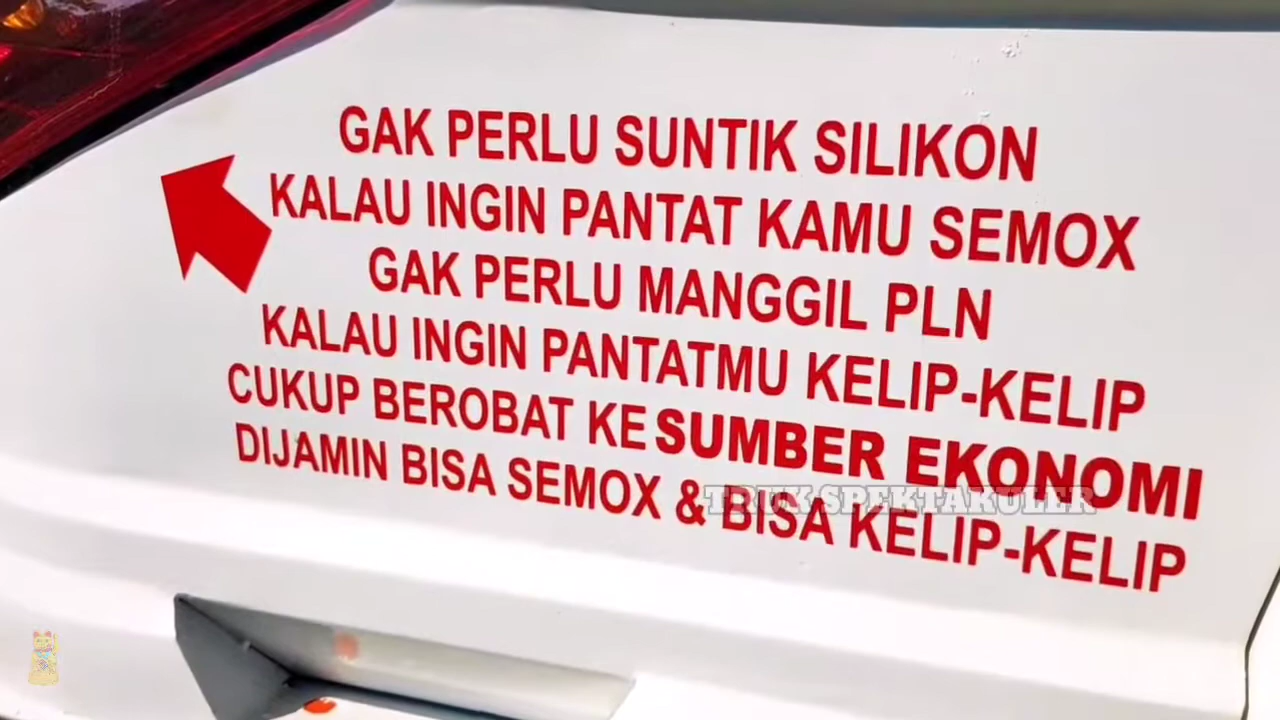 GAK PERLU SUNTIK SILIKON
KALAU INGIN PANTAT KAMU SEMOX
GAK PERLU MANGGIL PLN
KALAU INGIN PANTATMU KELIP-KELIP
CUKUP BEROBAT KE SUMBER EKONOMI
DIJAMIN BISA SEMOX & BISA KELIP-KELIP
TRUK SPEKTAKULER